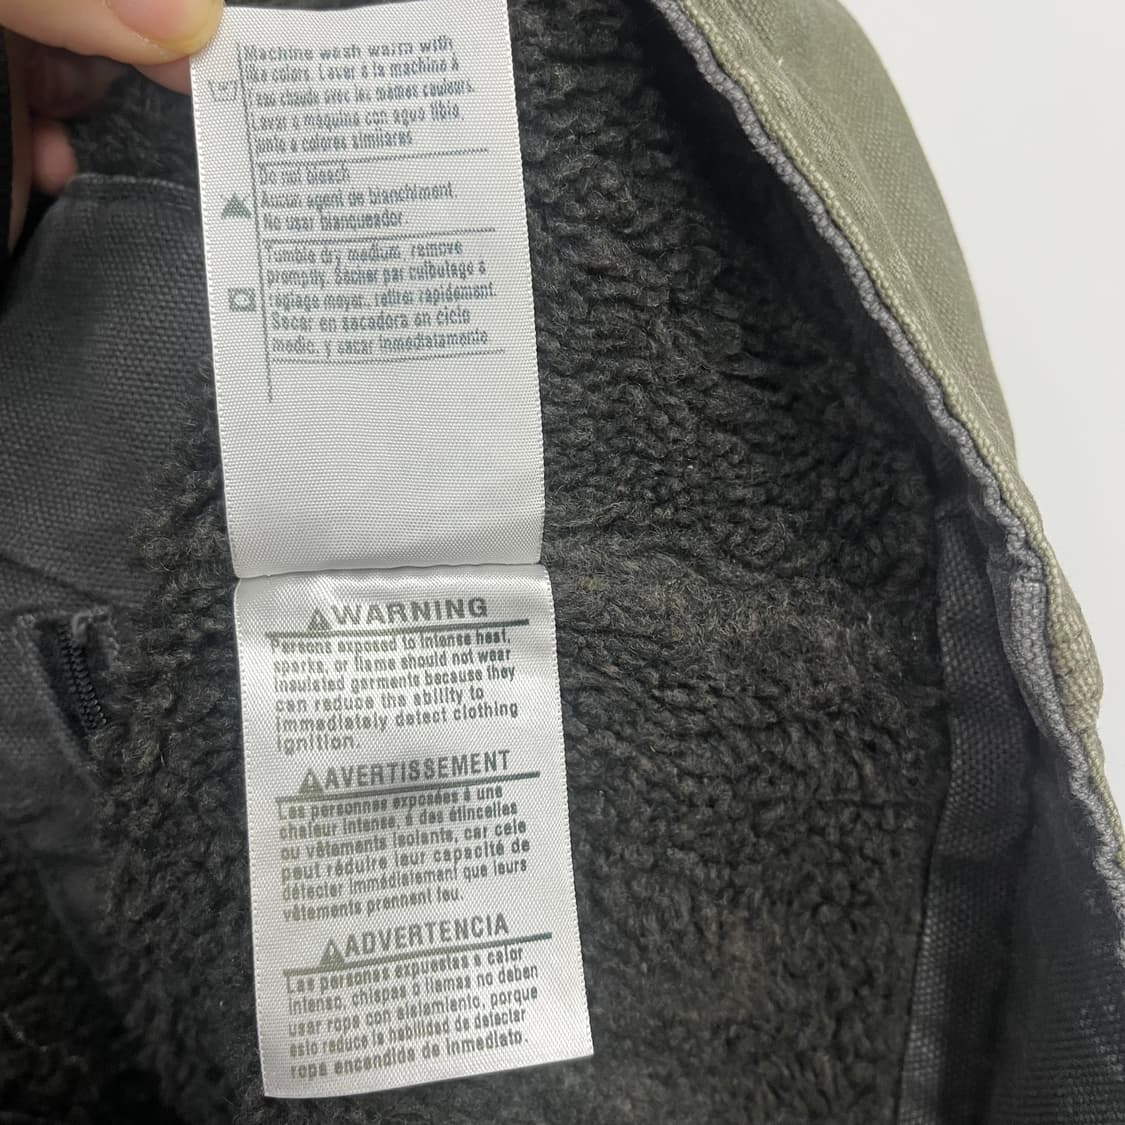 Machine wash warm with
like colors. Laver à la machine à
l'eau chaude avec les mêmes couleurs.
Lavar a maquina con agua tibia,
junto a colores similares
Do not bleach
Aucun agent de blanchiment.
No usar blanqueador
Tumble dry medium, remove
promptly. Sécher par culbulage à
réglage moyer, retirer rapidement.
Secar en secadora en ciclo
medio, y sacar inmediatamente
WARNING
Persons exposed to intense heat,
sparks, or flame should not wear
insulated garments because they
can reduce the ability to
immediately detect clothing
ignition.
AVERTISSEMENT
Les personnes exposées à une
chaleur intense, à des étincelles
ou vêtements isolants, car cele
peut réduire leur capacité de
détecter immédiatement que leurs
vêtements prennent feu.
ADVERTENCIA
Las personas expuestas a calor
intenso, chispas o llamas no deben
usar ropa con aislamiento, porque
esto reduce la habilidad de detectar
ropa encendida de inmediato.